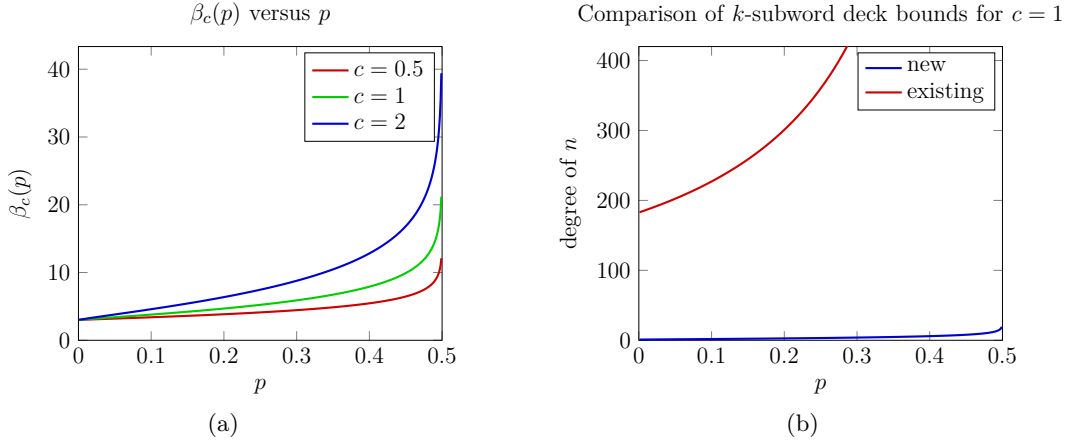 β_c(p) versus p
β_c(p)
40
30
20
10
0
0 0.1 0.2 0.3 0.4 0.5
p
c = 0.5
c = 1
c = 2
(a)
Comparison of k-subword deck bounds for c = 1
degree of n
400
300
200
100
0
0 0.1 0.2 0.3 0.4 0.5
p
new
existing
(b)